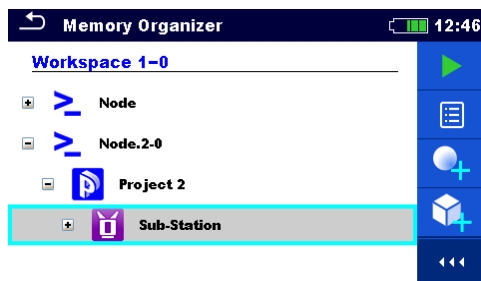 Memory Organizer 12:46
Workspace 1-0
Node
Node.2-0
Project 2
Sub-Station